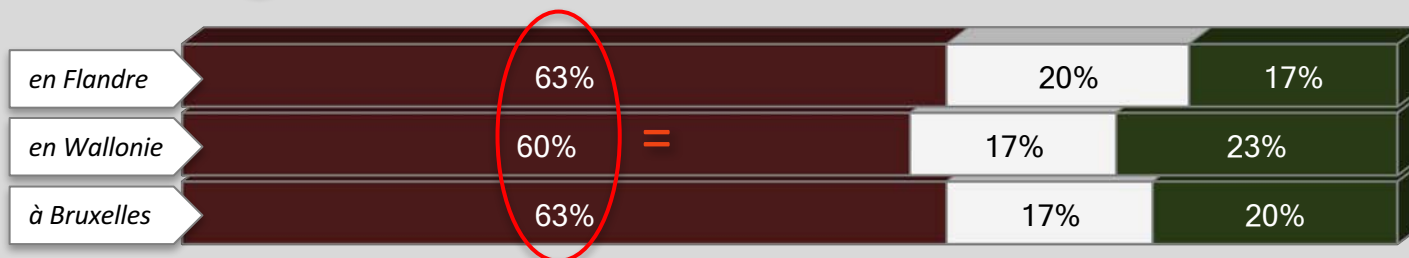 en Flandre 63% 20% 17%
en Wallonie 60% = 17% 23%
à Bruxelles 63% 17% 20%